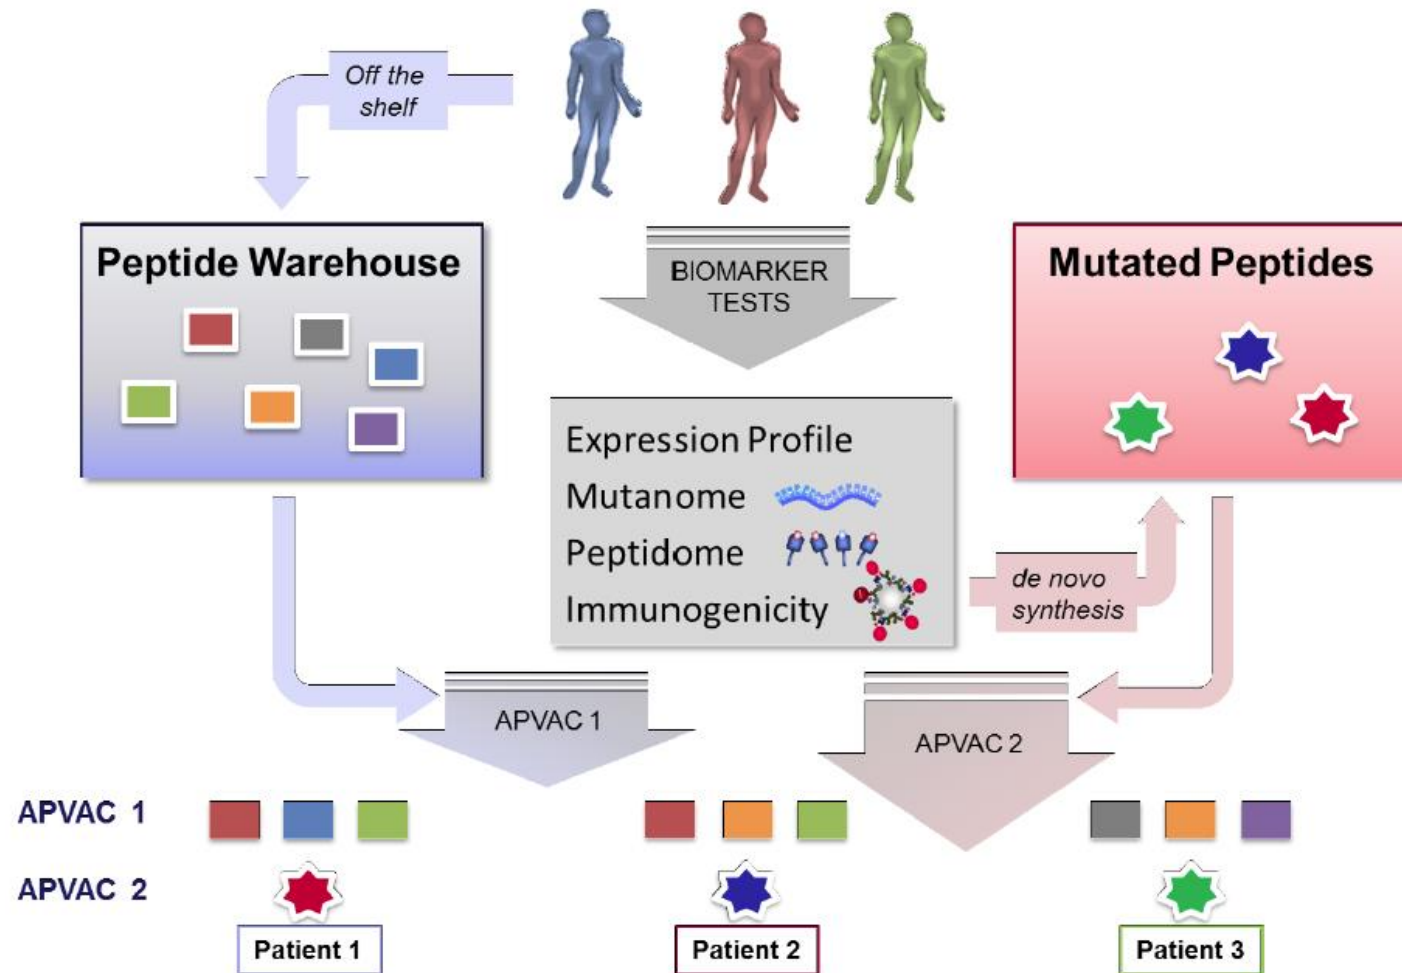 Off the
shelf
Peptide Warehouse
BIOMARKER
TESTS
Mutated Peptides
Expression Profile
Mutanome
Peptidome
Immunogenicity
de novo
synthesis
APVAC 1
APVAC 2
APVAC 1
APVAC 2
Patient 1
Patient 2
Patient 3